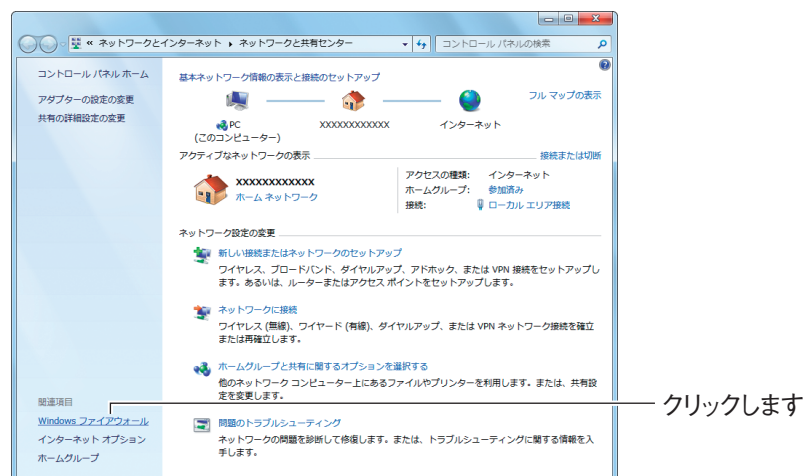 « ネットワークとインターネット ▸ ネットワークと共有センター
コントロール パネルの検索
コントロール パネル ホーム
アダプターの設定の変更
共有の詳細設定の変更
基本ネットワーク情報の表示と接続のセットアップ
フル マップの表示
PC
(このコンピューター)
XXXXXXXXXXXX
インターネット
アクティブなネットワークの表示
接続または切断
XXXXXXXXXXXX
ホーム ネットワーク
アクセスの種類: インターネット
ホームグループ: 参加済み
接続: ローカル エリア接続
ネットワーク設定の変更
新しい接続またはネットワークのセットアップ
ワイヤレス、ブロードバンド、ダイヤルアップ、アドホック、または VPN 接続をセットアップし
ます。あるいは、ルーターまたはアクセス ポイントをセットアップします。
ネットワークに接続
ワイヤレス (無線)、ワイヤード (有線)、ダイヤルアップ、または VPN ネットワーク接続を確立
または再確立します。
ホームグループと共有に関するオプションを選択する
他のネットワーク コンピューター上にあるファイルやプリンターを利用します。または、共有設
定を変更します。
問題のトラブルシューティング
ネットワークの問題を診断して修復します。または、トラブルシューティングに関する情報を入
手します。
関連項目
Windows ファイアウォール
インターネット オプション
ホームグループ
クリックします